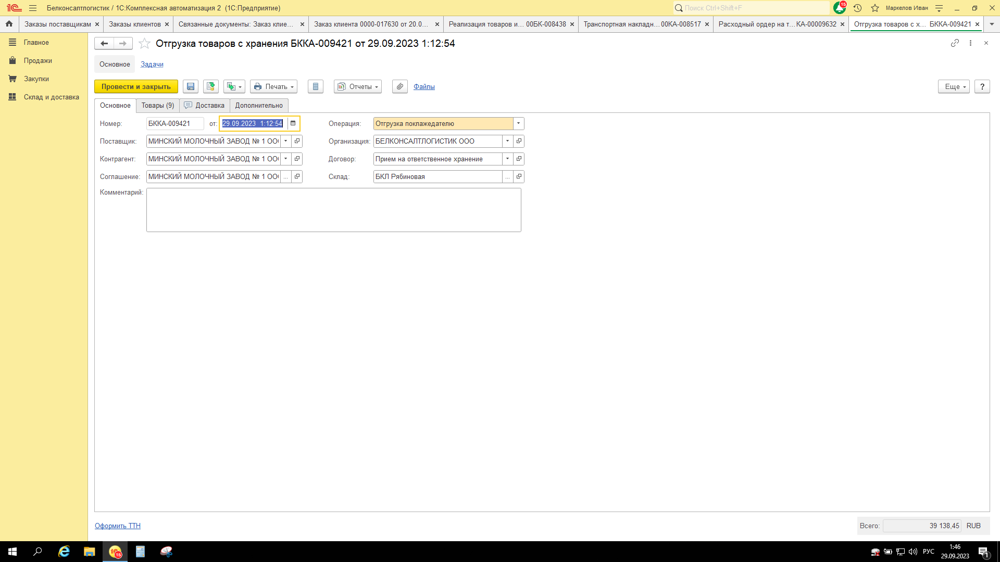 Белконсалтлогистик / 1С:Комплексная автоматизация 2 (1С:Предприятие)
Поиск Ctrl+Shift+F
15
Маркелов Иван
Заказы поставщикам
Заказы клиентов
Связанные документы: Заказ клие...
Заказ клиента 0000-017630 от 20.0...
Реализация товаров и... 00БК-008438
Транспортная накладн... 00КА-008517
Расходный ордер на т... КА-00009632
Отгрузка товаров с х... БККА-009421
Главное
Продажи
Закупки
Склад и доставка
Отгрузка товаров с хранения БККА-009421 от 29.09.2023 1:12:54
Основное
Задачи
Провести и закрыть
Печать
Отчеты
Файлы
Еще
?
Основное
Товары (9)
Доставка
Дополнительно
Номер: БККА-009421 от: 29.09.2023 1:12:54
Операция: Отгрузка поклажедателю
Поставщик: МИНСКИЙ МОЛОЧНЫЙ ЗАВОД № 1 ООО
Организация: БЕЛКОНСАЛТЛОГИСТИК ООО
Контрагент: МИНСКИЙ МОЛОЧНЫЙ ЗАВОД № 1 ООО
Договор: Прием на ответственное хранение
Соглашение: МИНСКИЙ МОЛОЧНЫЙ ЗАВОД № 1 ООО ...
Склад: БКЛ Рябиновая ...
Комментарий:
Оформить ТТН
Всего: 39 138,45 RUB
15
РУС
1:46
29.09.2023
1